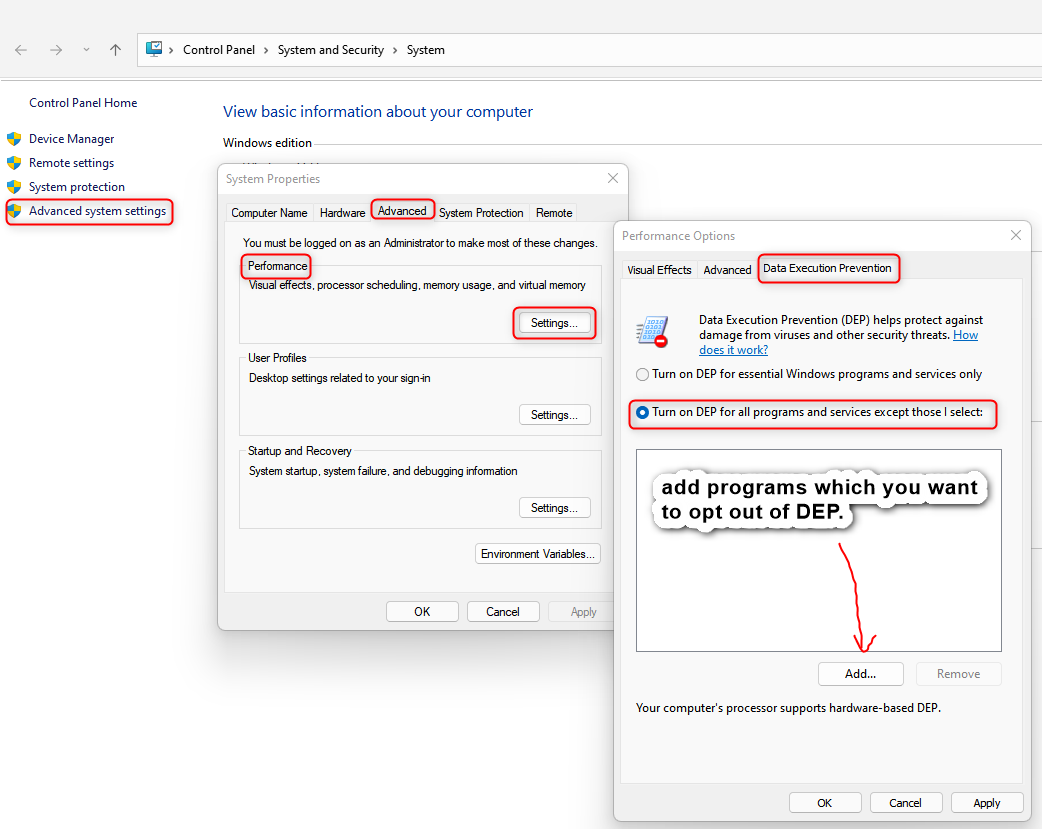 Control Panel > System and Security > System
Control Panel Home
Device Manager
Remote settings
System protection
Advanced system settings
View basic information about your computer
Windows edition
System Properties
Computer Name
Hardware
Advanced
System Protection
Remote
You must be logged on as an Administrator to make most of these changes.
Performance
Visual effects, processor scheduling, memory usage, and virtual memory
Settings...
User Profiles
Desktop settings related to your sign-in
Settings...
Startup and Recovery
System startup, system failure, and debugging information
Settings...
Environment Variables...
OK
Cancel
Apply
Performance Options
Visual Effects
Advanced
Data Execution Prevention
Data Execution Prevention (DEP) helps protect against
damage from viruses and other security threats. How
does it work?
Turn on DEP for essential Windows programs and services only
Turn on DEP for all programs and services except those I select:
add programs which you want
to opt out of DEP.
Add...
Remove
Your computer's processor supports hardware-based DEP.
OK
Cancel
Apply